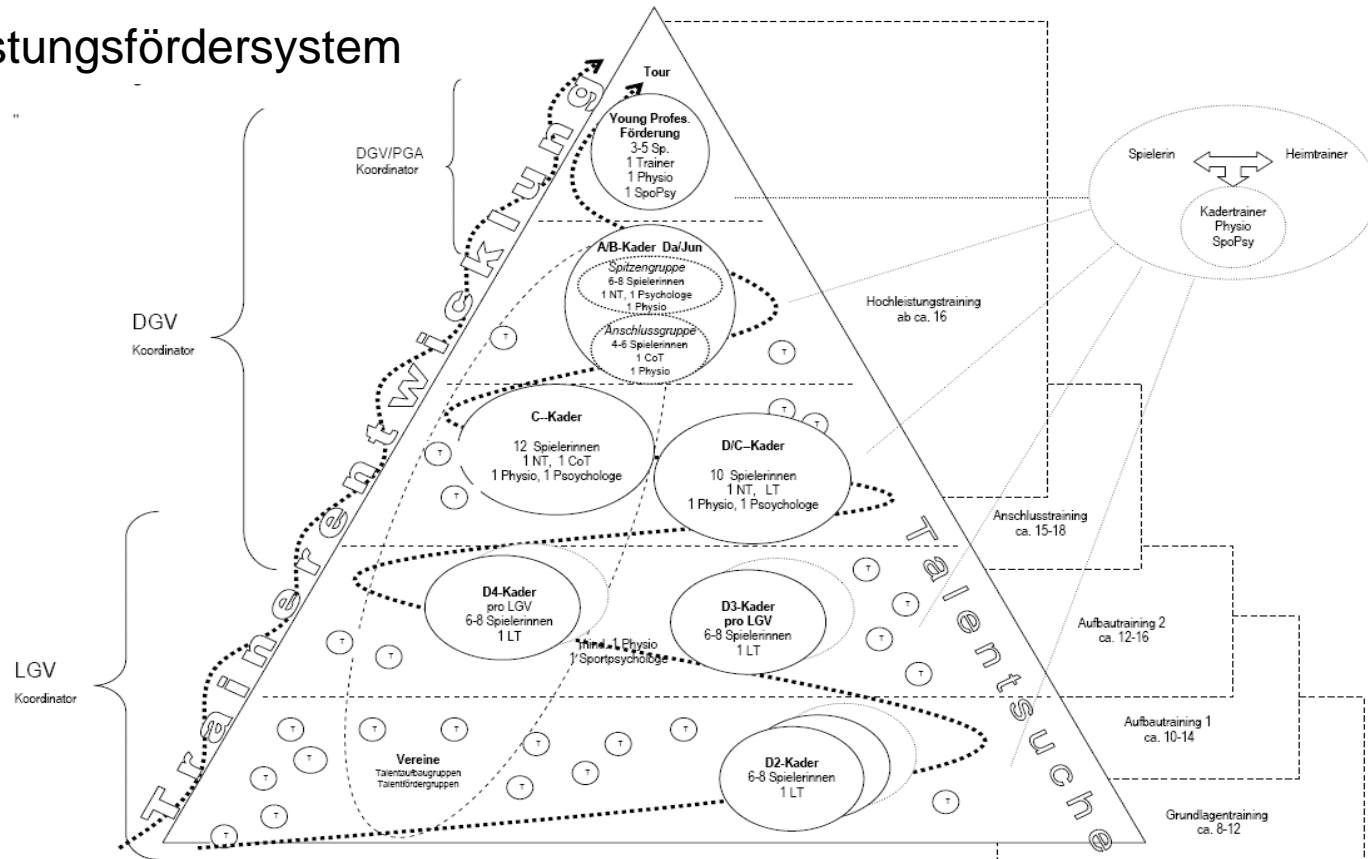 stungsfördersystem
"
Tour
Young Profes.
Förderung
3-5 Sp.
1 Trainer
1 Physio
1 SpoPsy
DGV/PGA
Koordinator
Spielerin
Heimtrainer
Kadertrainer
Physio
SpoPsy
A/B-Kader Da/Jun
Spitzengruppe
6-8 Spielerinnen
1 NT, 1 Psychologe
1 Physio
Anschlussgruppe
4-6 Spielerinnen
1 CoT
1 Physio
DGV
Koordinator
Hochleistungstraining
ab ca. 16
T
T
C--Kader
12 Spielerinnen
1 NT, 1 CoT
1 Physio, 1 Psoychologe
D/C–Kader
10 Spielerinnen
1 NT, LT
1 Physio, 1 Psoychologe
T
T
T
T
Anschlusstraining
ca. 15-18
D4-Kader
pro LGV
6-8 Spielerinnen
1 LT
D3-Kader
pro LGV
6-8 Spielerinnen
1 LT
mind. 1 Physio
1 Sportpsychologe
T
T
T
T
T
T
Aufbautraining 2
ca. 12-16
LGV
Koordinator
Aufbautraining 1
ca. 10-14
Vereine
Talentaufbaugruppen
Talentfördergruppen
T
T
T
T
T
T
T
T
T
T
T
T
T
T
D2-Kader
6-8 Spielerinnen
1 LT
Grundlagentraining
ca. 8-12
Trainerentwicklung
Talentsuche